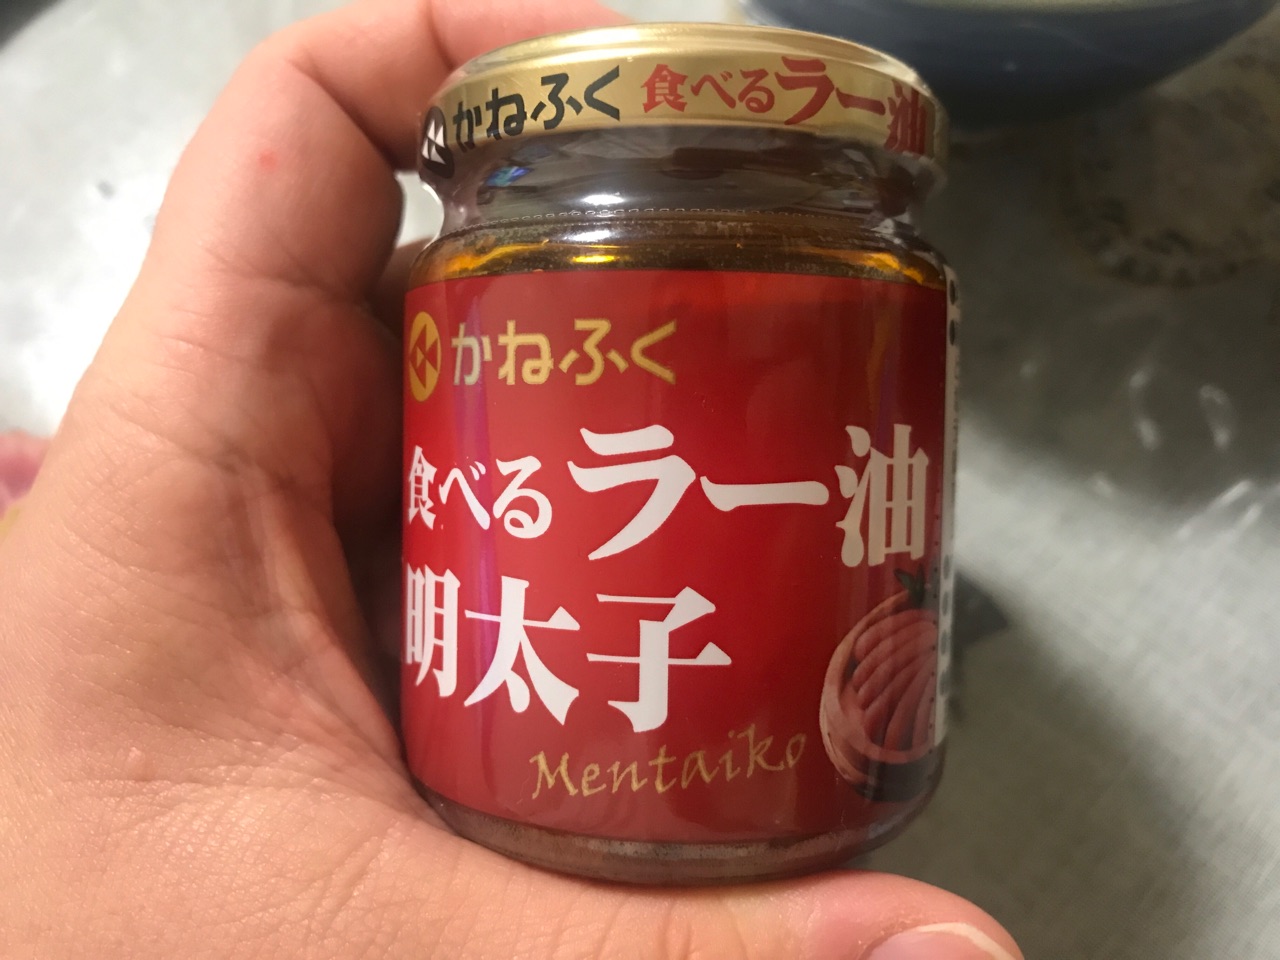 かねふく 食べるラー油
かねふく
食べるラー油
明太子
Mentaiko